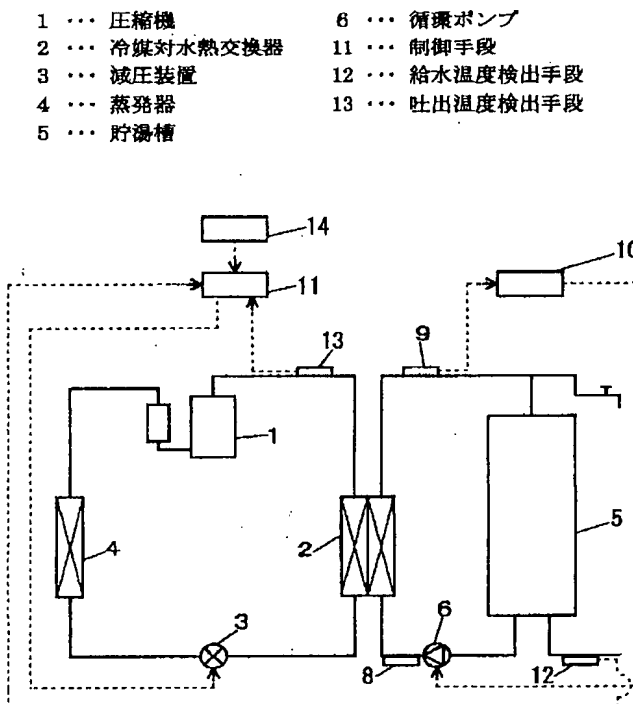 1 ··· 圧縮機
2 ··· 冷媒対水熱交換器
3 ··· 減圧装置
4 ··· 蒸発器
5 ··· 貯湯槽
6 ··· 循環ポンプ
11 ··· 制御手段
12 ··· 給水温度検出手段
13 ··· 吐出温度検出手段
14
10
11
13
9
1
4
2
5
3
6
8
12